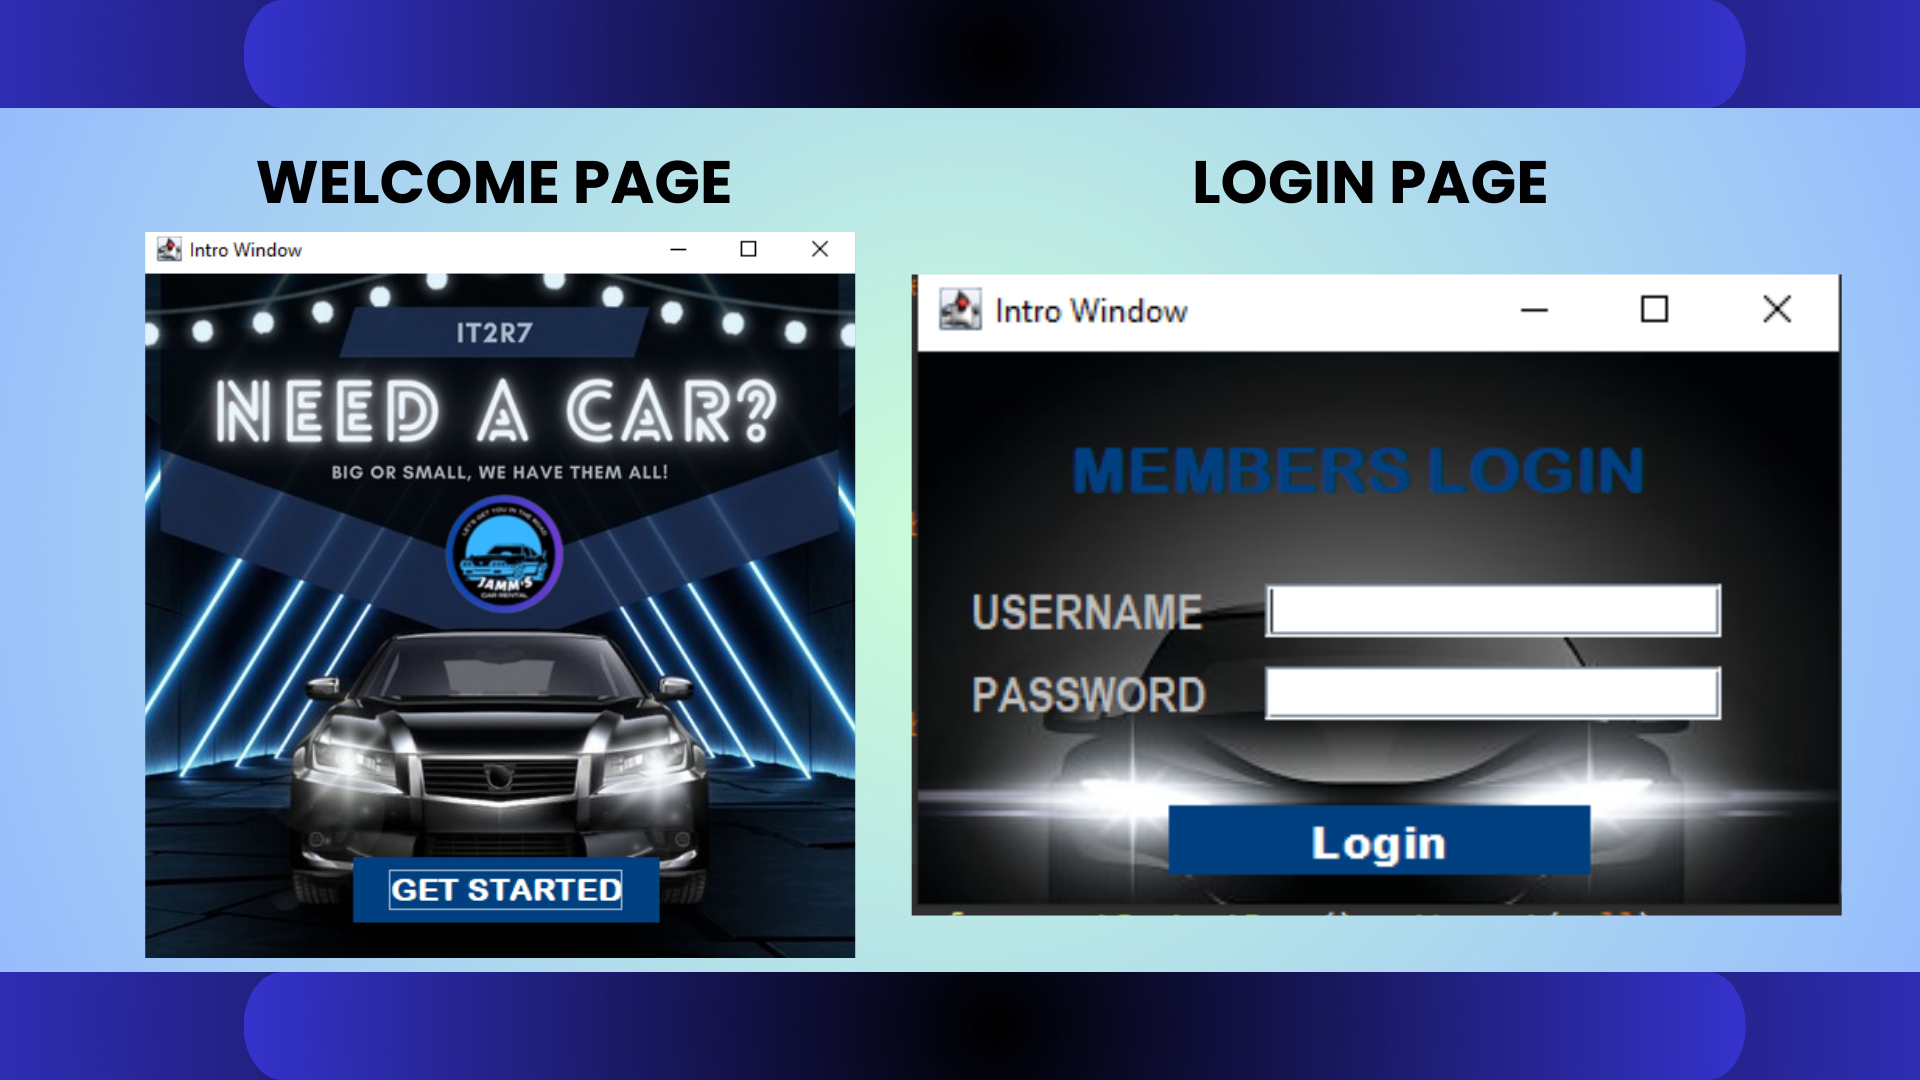 WELCOME PAGE
Intro Window
IT2R7
NEED A CAR?
BIG OR SMALL, WE HAVE THEM ALL!
LET'S GET YOU IN THE ROAD
JAMM'S
CAR RENTAL
GET STARTED
LOGIN PAGE
Intro Window
MEMBERS LOGIN
USERNAME
PASSWORD
Login